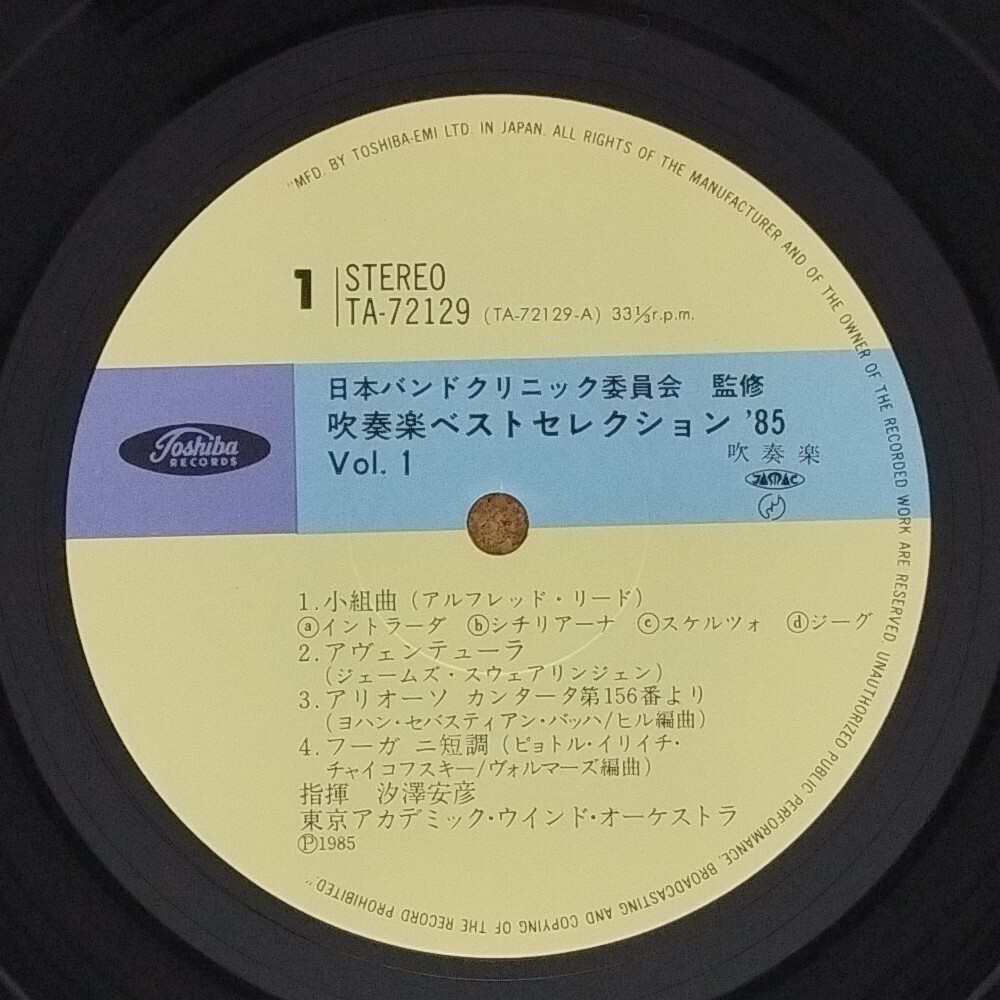 "MFD. BY TOSHIBA-EMI LTD. IN JAPAN. ALL RIGHTS OF THE MANUFACTURER AND OF THE OWNER OF THE RECORDED WORK ARE RESERVED UNAUTHORIZED PUBLIC PERFORMANCE, BROADCASTING AND COPYING OF THE RECORD PROHIBITED."
1 STEREO
TA-72129 (TA-72129-A) 33⅓r.p.m.
Toshiba
RECORDS
日本バンドクリニック委員会 監修
吹奏楽ベストセレクション '85
Vol. 1
吹奏楽
JASRAC
1.小組曲(アルフレッド・リード)
ⓐイントラーダ ⓑシチリアーナ ⓒスケルツォ ⓓジーグ
2.アヴェンテューラ
(ジェームズ・スウェアリンジェン)
3.アリオーソ カンタータ第156番より
(ヨハン・セバスティアン・バッハ/ヒル編曲)
4.フーガ ニ短調(ピョトル・イリイチ・
チャイコフスキー/ヴォルマーズ編曲)
指揮 汐澤安彦
東京アカデミック・ウインド・オーケストラ
Ⓟ1985